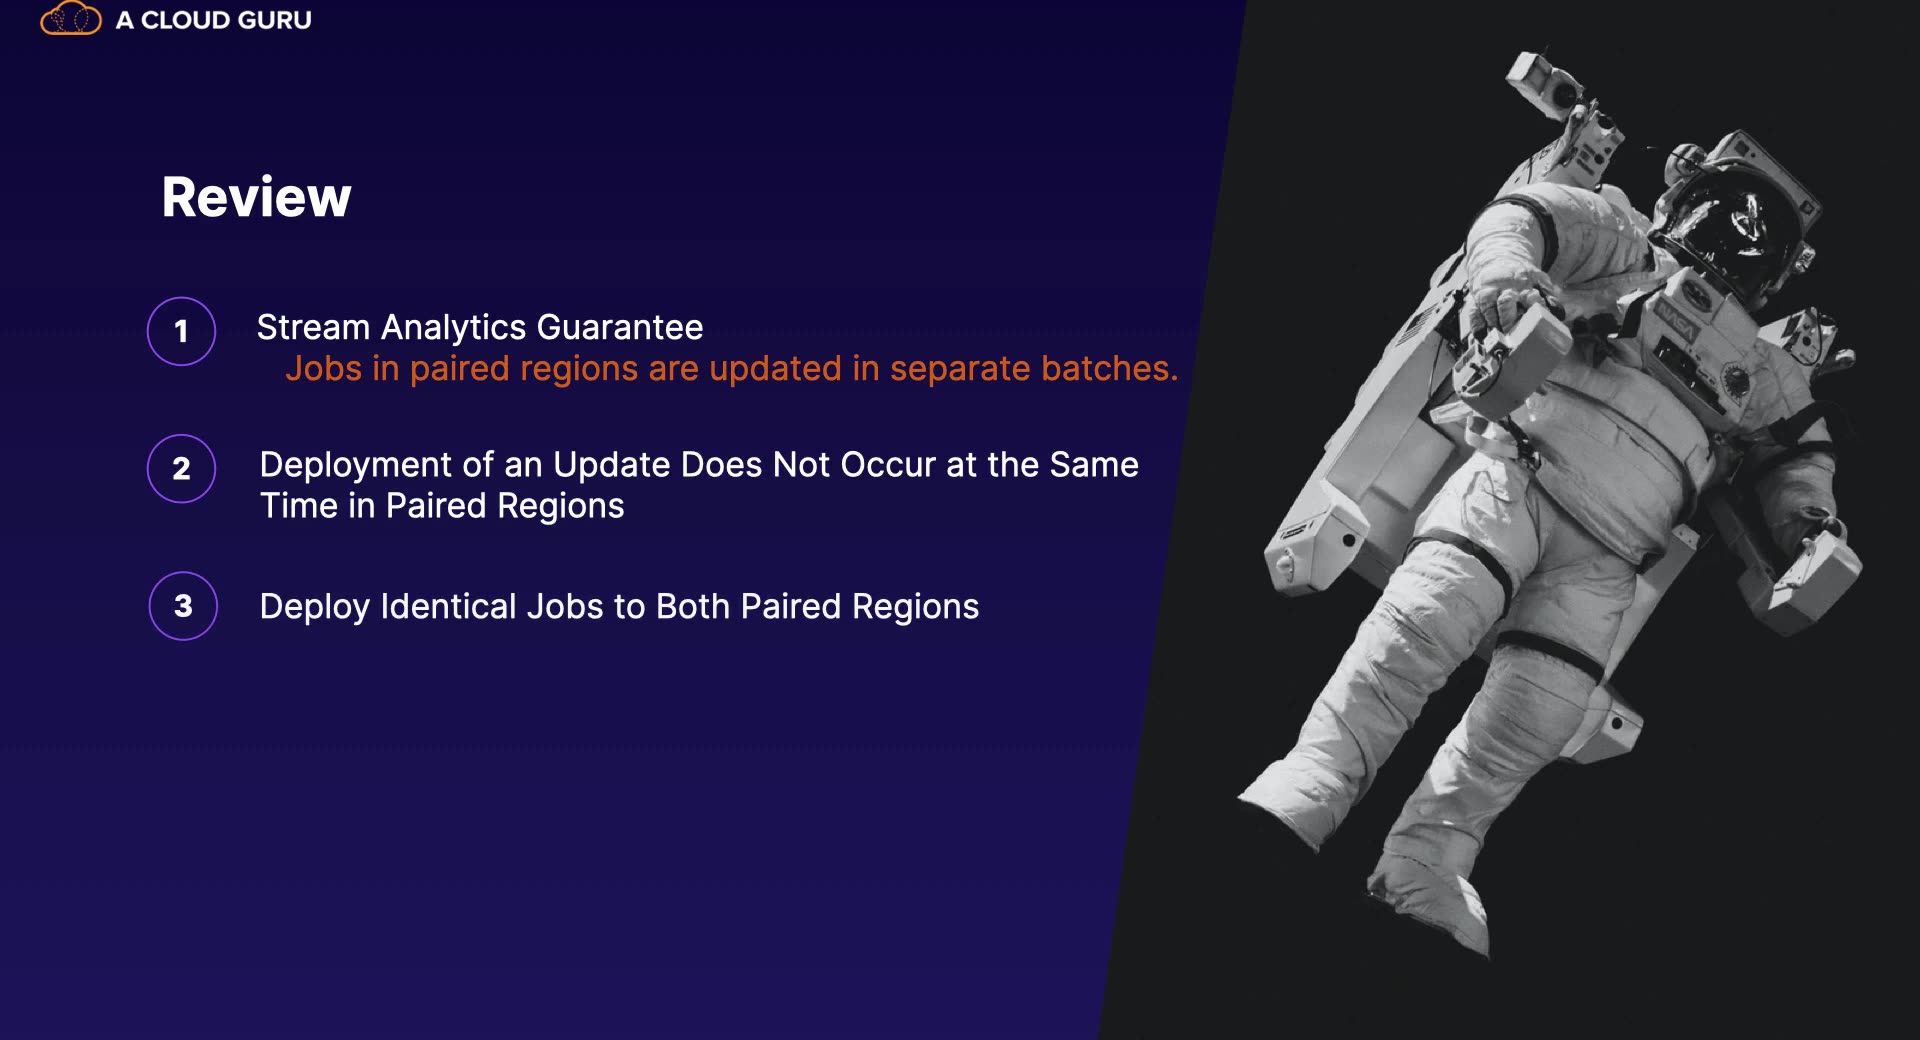 A CLOUD GURU
Review
1
Stream Analytics Guarantee
Jobs in paired regions are updated in separate batches.
2
Deployment of an Update Does Not Occur at the Same
Time in Paired Regions
3
Deploy Identical Jobs to Both Paired Regions
NASA